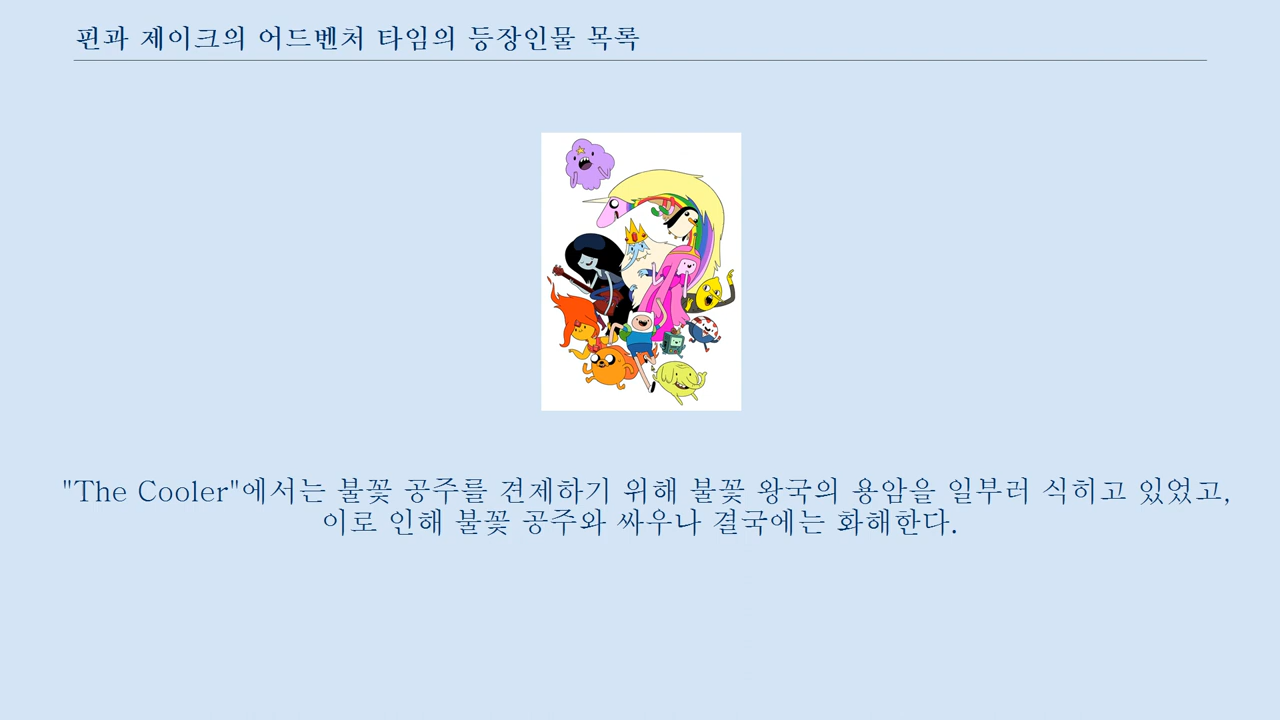 핀과 제이크의 어드벤처 타임의 등장인물 목록
"The Cooler"에서는 불꽃 공주를 견제하기 위해 불꽃 왕국의 용암을 일부러 식히고 있었고,
이로 인해 불꽃 공주와 싸우나 결국에는 화해한다.